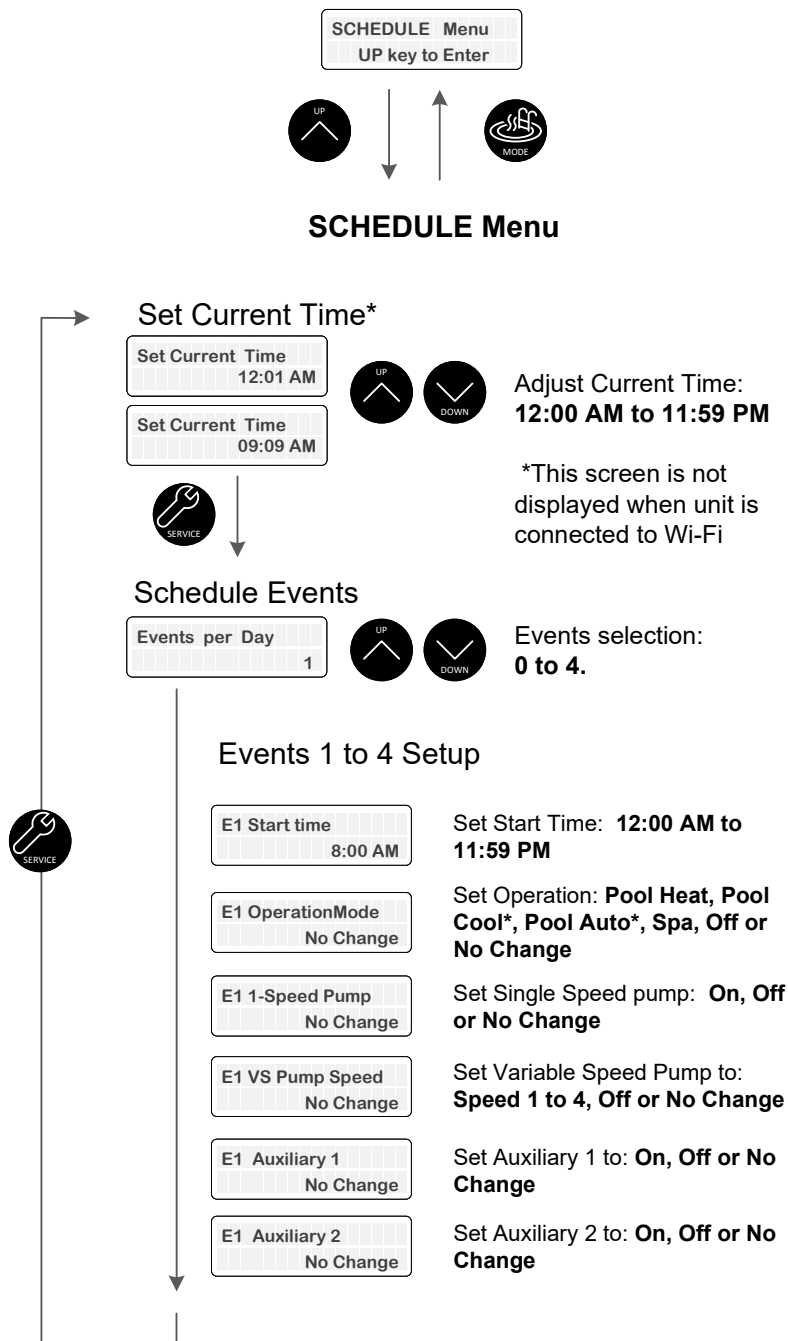 SCHEDULE Menu
UP key to Enter
UP
MODE
SCHEDULE Menu
Set Current Time*
Set Current Time
12:01 AM
UP
DOWN
Adjust Current Time:
12:00 AM to 11:59 PM
Set Current Time
09:09 AM
*This screen is not
displayed when unit is
connected to Wi-Fi
SERVICE
Schedule Events
Events per Day
1
UP
DOWN
Events selection:
0 to 4.
Events 1 to 4 Setup
E1 Start time
8:00 AM
Set Start Time: 12:00 AM to
11:59 PM
SERVICE
E1 OperationMode
No Change
Set Operation: Pool Heat, Pool
Cool*, Pool Auto*, Spa, Off or
No Change
E1 1-Speed Pump
No Change
Set Single Speed pump: On, Off
or No Change
E1 VS Pump Speed
No Change
Set Variable Speed Pump to:
Speed 1 to 4, Off or No Change
E1 Auxiliary 1
No Change
Set Auxiliary 1 to: On, Off or No
Change
E1 Auxiliary 2
No Change
Set Auxiliary 2 to: On, Off or No
Change